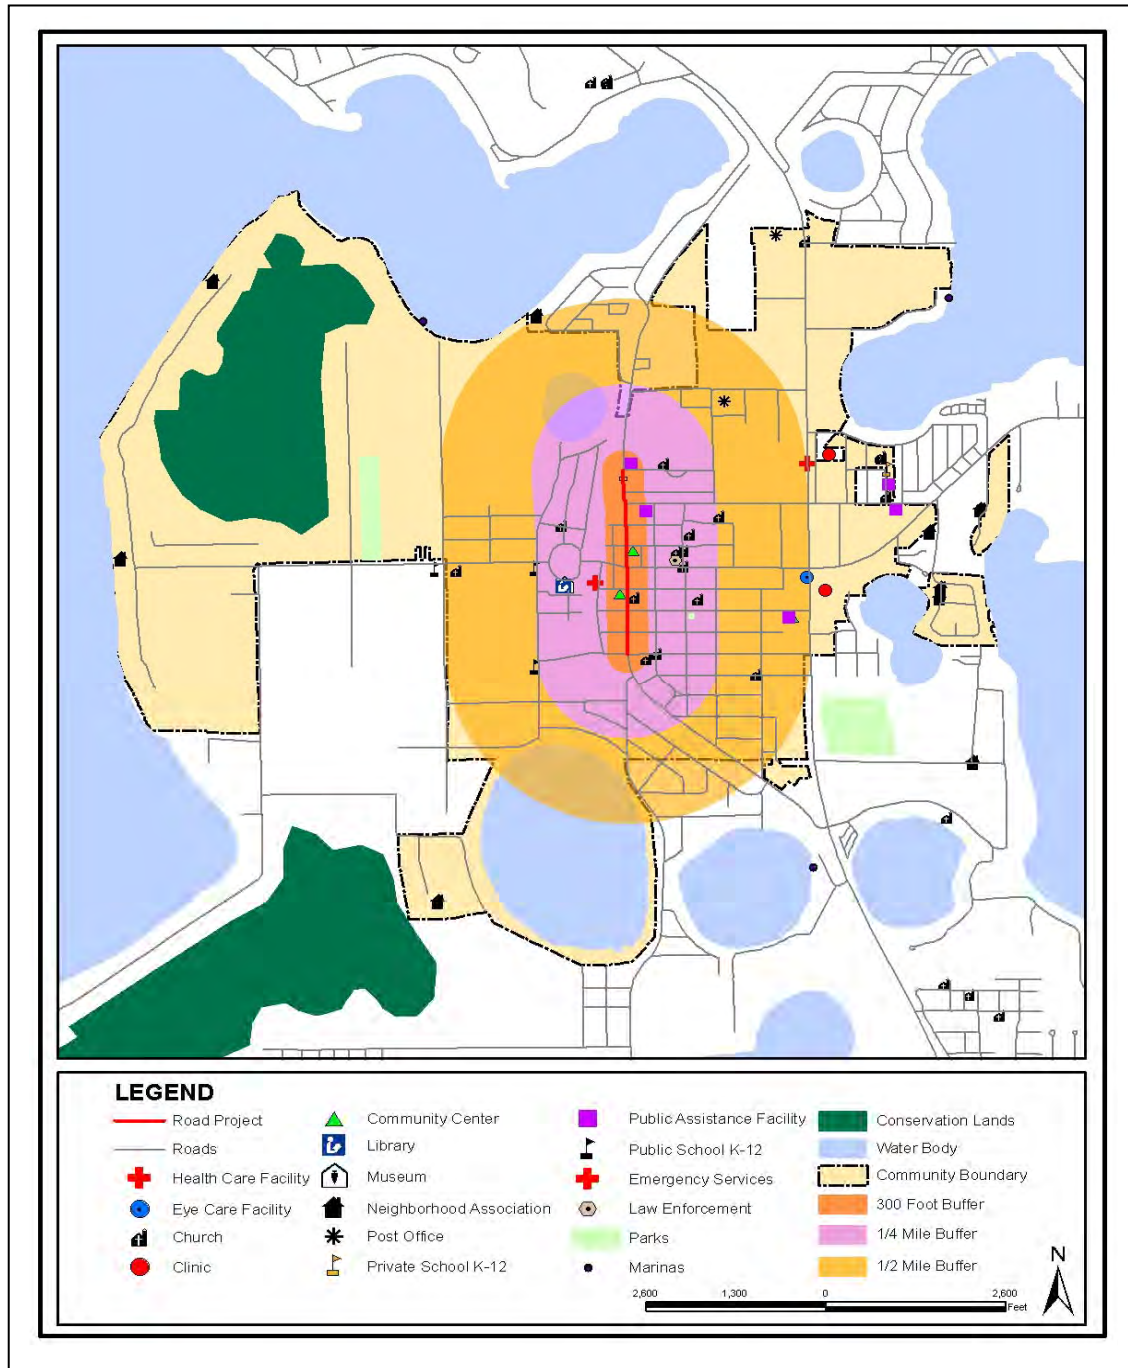 LEGEND
Road Project
Roads
Health Care Facility
Eye Care Facility
Church
Clinic
Community Center
Library
Museum
Neighborhood Association
Post Office
Private School K-12
Public Assistance Facility
Public School K-12
Emergency Services
Law Enforcement
Parks
Marinas
Conservation Lands
Water Body
Community Boundary
300 Foot Buffer
1/4 Mile Buffer
1/2 Mile Buffer
N
2,600 1,300 0 2,600
Feet